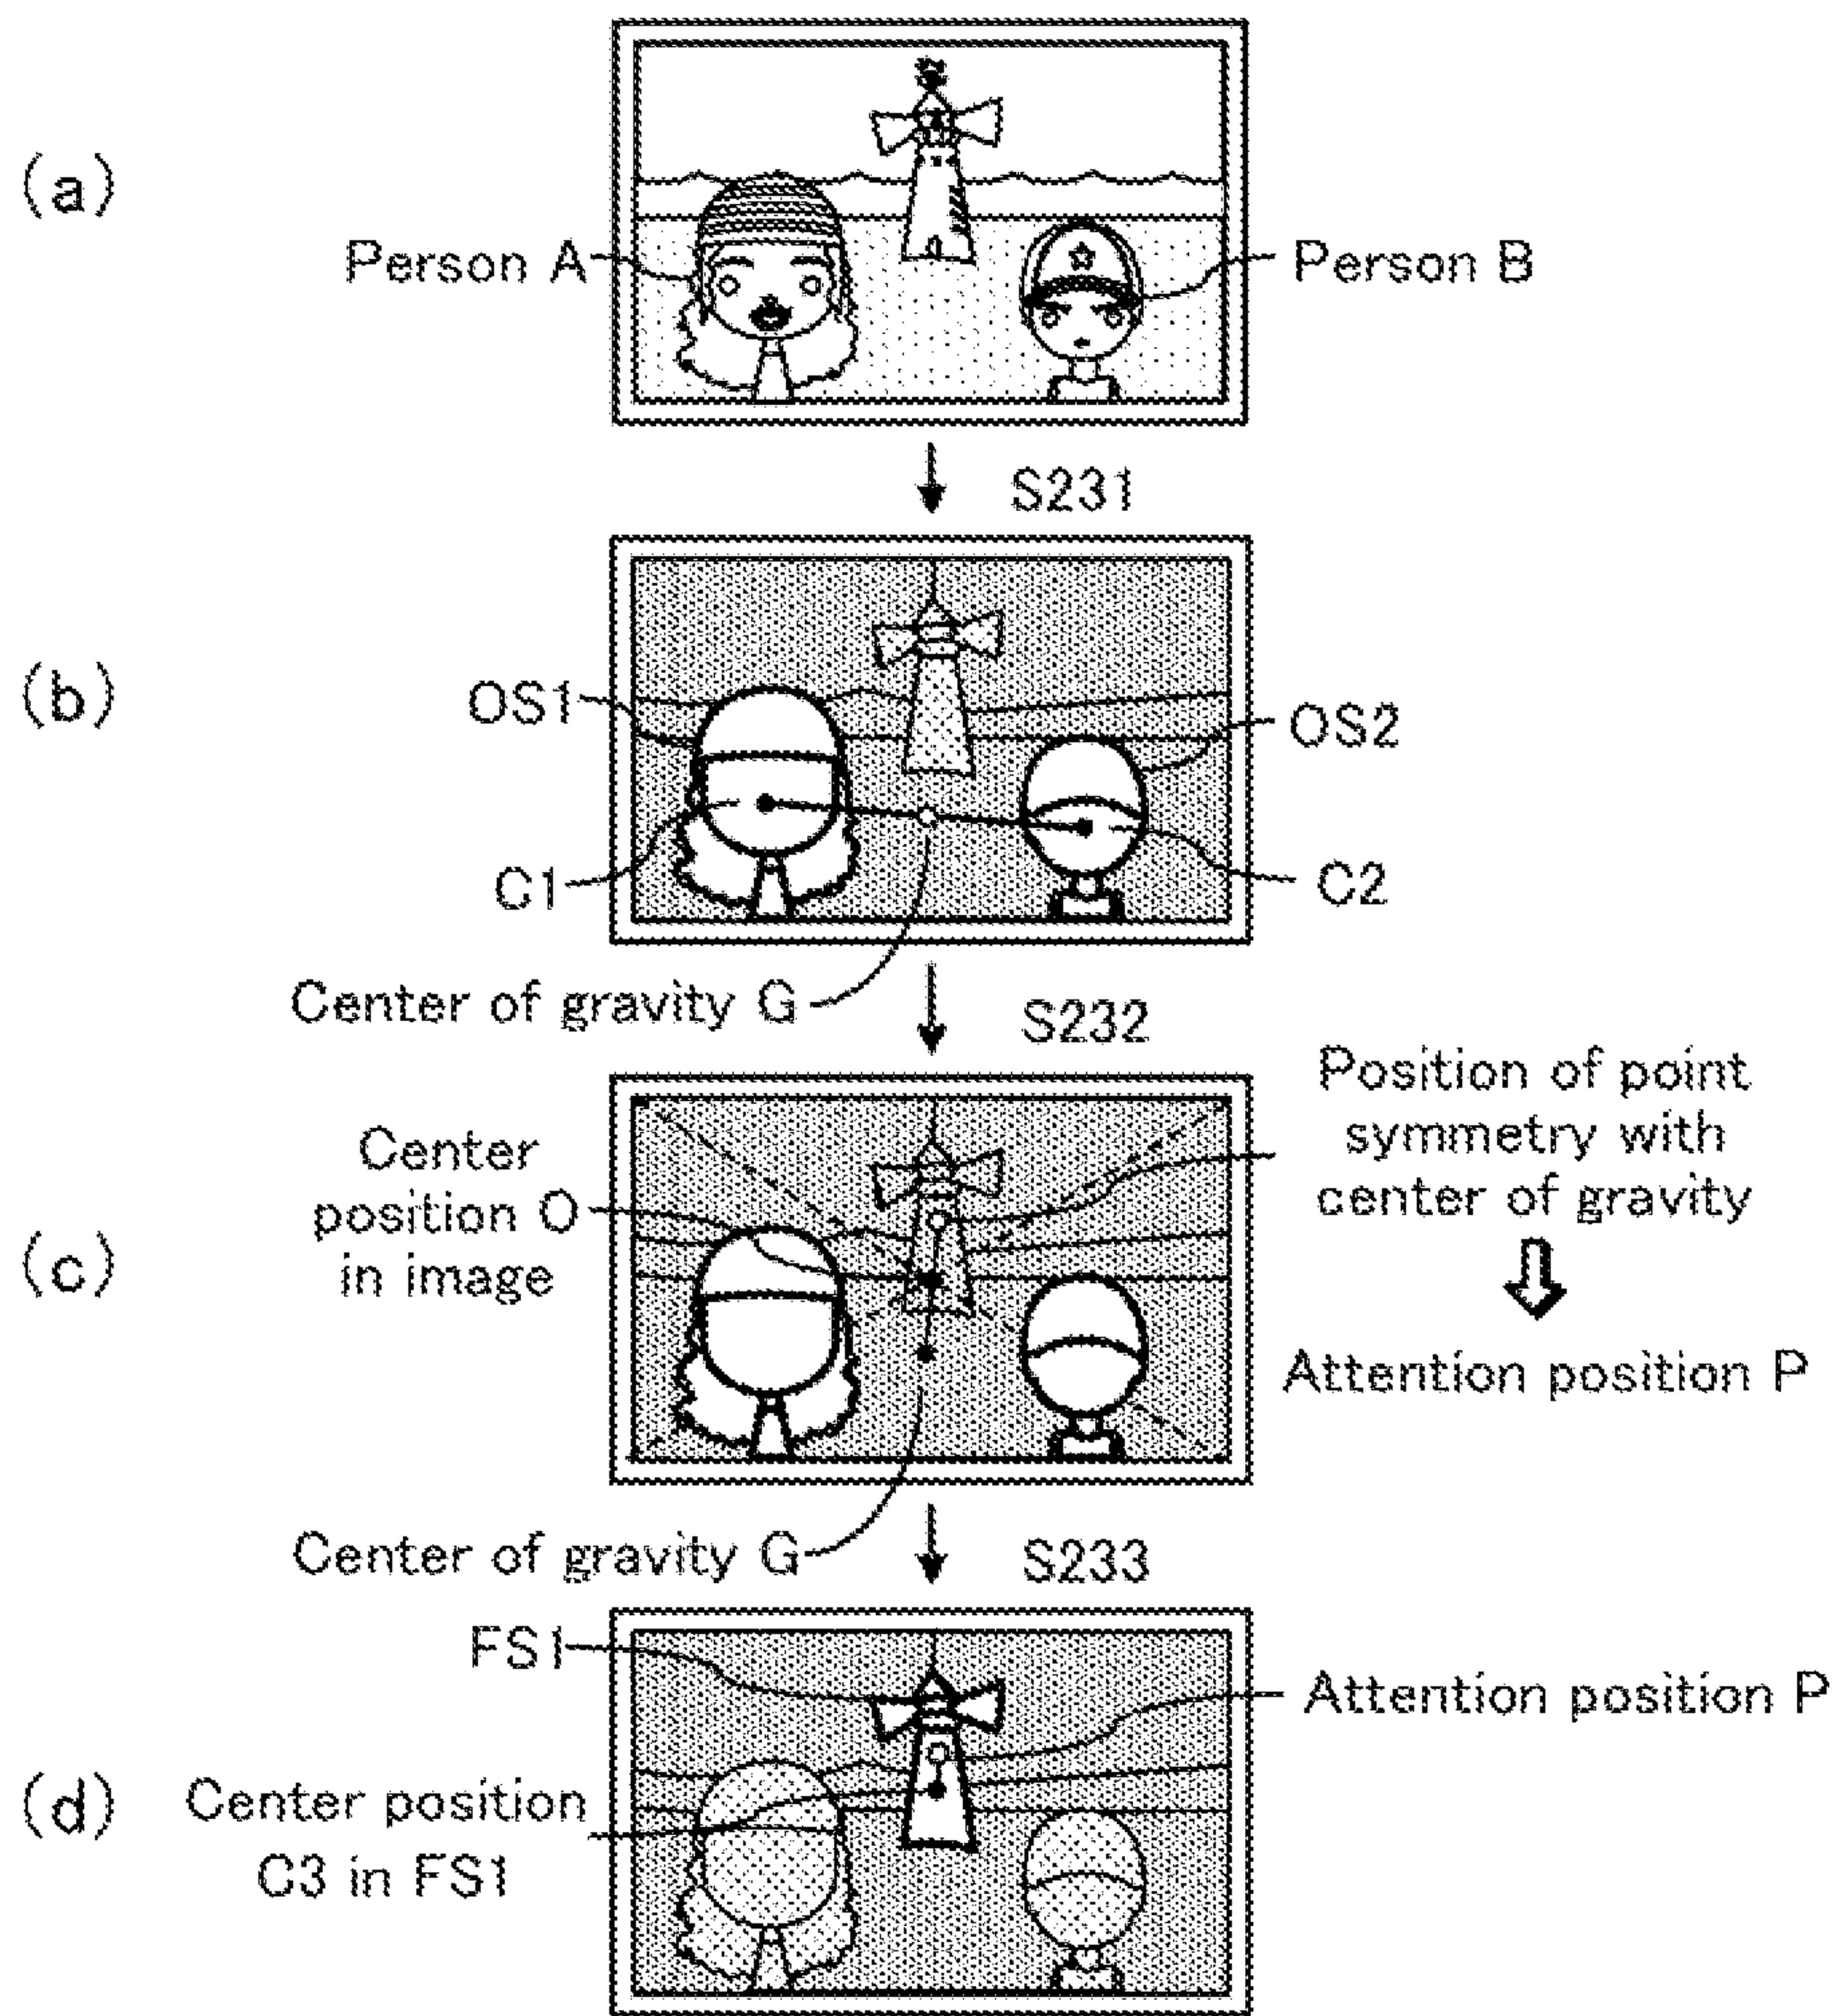 (a)
Person A
Person B
S231
(b)
OS1
OS2
C1
C2
Center of gravity G
S232
(c)
Center
position O
in image
Position of point
symmetry with
center of gravity
Attention position P
Center of gravity G
S233
(d)
FS1
Attention position P
Center position
C3 in FS1